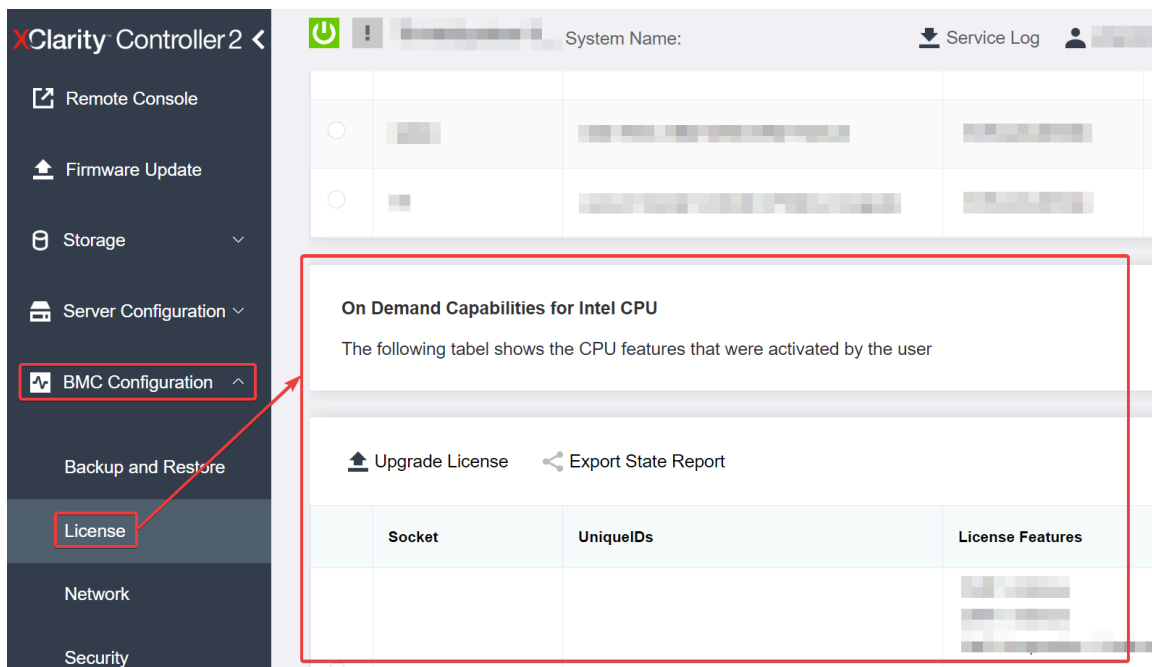 XClarity Controller 2
Remote Console
Firmware Update
Storage
Server Configuration
BMC Configuration
Backup and Restore
License
Network
Security
System Name:
Service Log
On Demand Capabilities for Intel CPU
The following tabel shows the CPU features that were activated by the user
Upgrade License
Export State Report
Socket
UniqueIDs
License Features